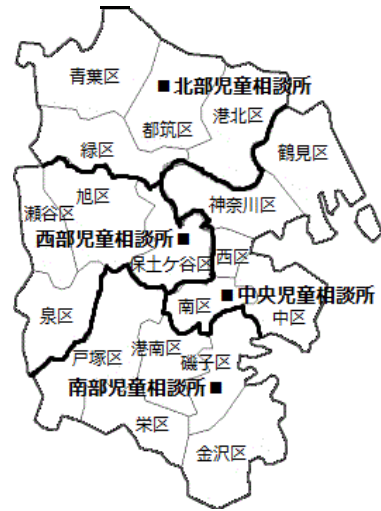 青葉区
■北部児童相談所
港北区
都筑区
鶴見区
緑区
旭区
神奈川区
瀬谷区
西部児童相談所■
西区
保土ケ谷区
■中央児童相談所
南区
泉区
中区
港南区
戸塚区
磯子区
南部児童相談所■
栄区
金沢区